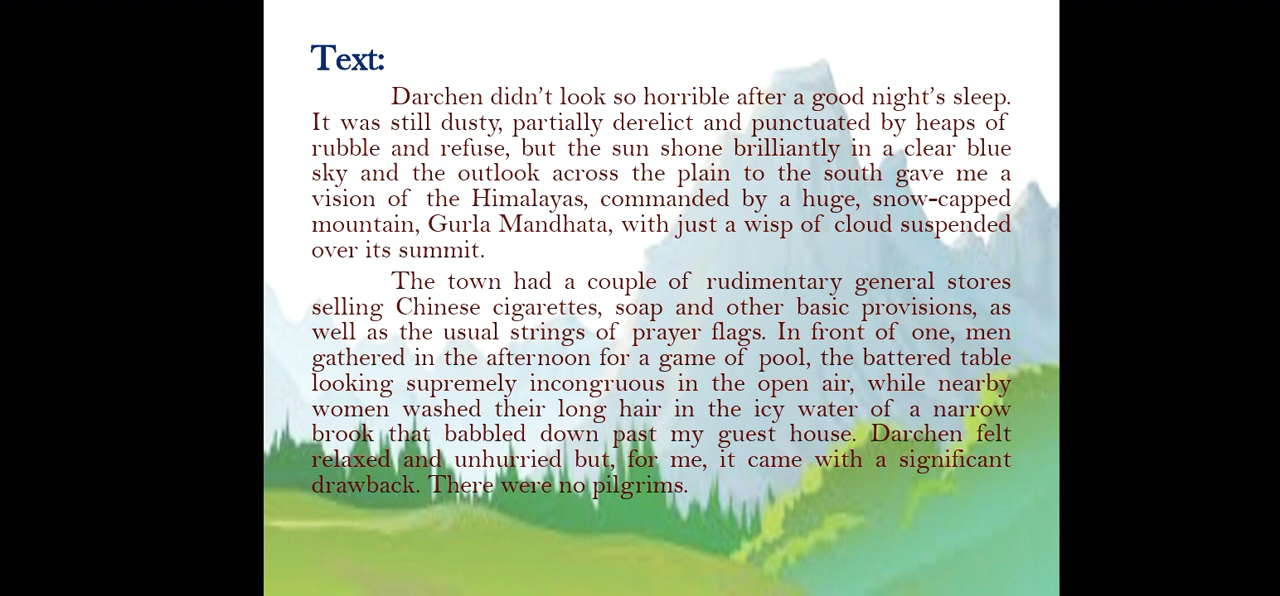 Text:
Darchen didn’t look so horrible after a good night’s sleep.
It was still dusty, partially derelict and punctuated by heaps of
rubble and refuse, but the sun shone brilliantly in a clear blue
sky and the outlook across the plain to the south gave me a
vision of the Himalayas, commanded by a huge, snow-capped
mountain, Gurla Mandhata, with just a wisp of cloud suspended
over its summit.
The town had a couple of rudimentary general stores
selling Chinese cigarettes, soap and other basic provisions, as
well as the usual strings of prayer flags. In front of one, men
gathered in the afternoon for a game of pool, the battered table
looking supremely incongruous in the open air, while nearby
women washed their long hair in the icy water of a narrow
brook that babbled down past my guest house. Darchen felt
relaxed and unhurried but, for me, it came with a significant
drawback. There were no pilgrims.